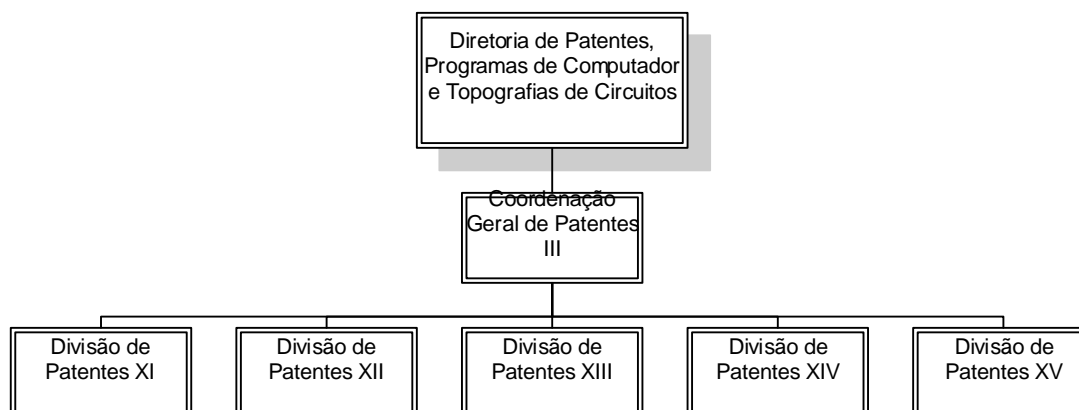 Diretoria de Patentes,
Programas de Computador
e Topografias de Circuitos
Coordenação
Geral de Patentes
III
Divisão de
Patentes XI
Divisão de
Patentes XII
Divisão de
Patentes XIII
Divisão de
Patentes XIV
Divisão de
Patentes XV